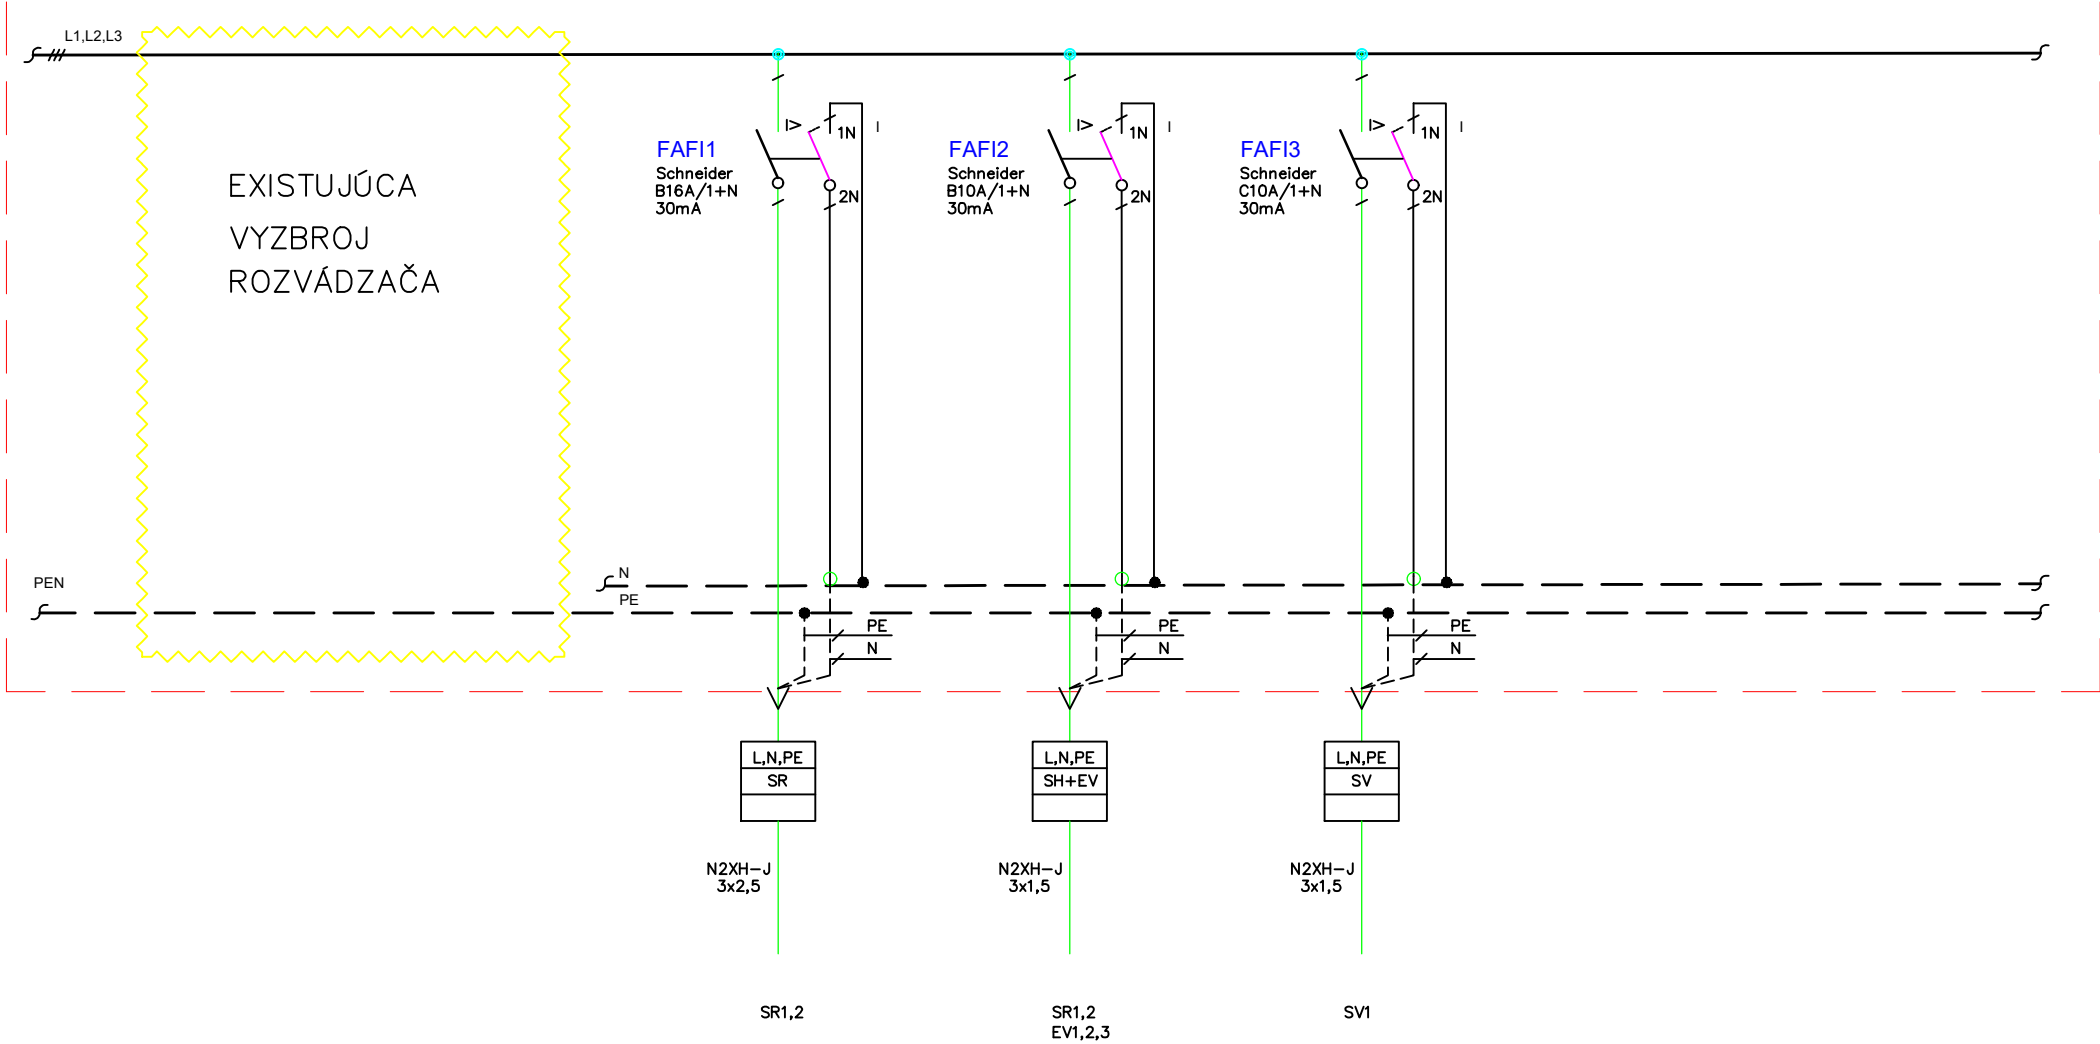 L1,L2,L3
EXISTUJÚCA
VYZBROJ
ROZVÁDZAČA
FAFI1
Schneider
B16A/1+N
30mA
I>
1N
I
2N
FAFI2
Schneider
B10A/1+N
30mA
I>
1N
I
2N
FAFI3
Schneider
C10A/1+N
30mA
I>
1N
I
2N
PEN
N
PE
PE
N
PE
N
PE
N
L,N,PE
SR
L,N,PE
SH+EV
L,N,PE
SV
N2XH-J
3x2,5
N2XH-J
3x1,5
N2XH-J
3x1,5
SR1,2
SR1,2
EV1,2,3
SV1